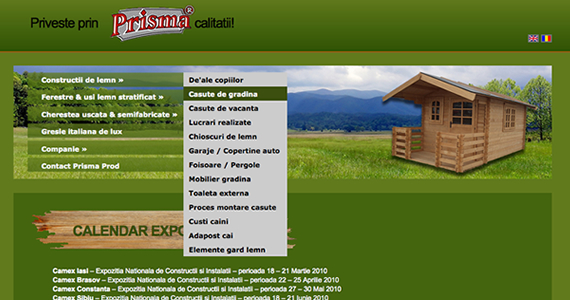 Priveste prin Prisma® calitatii!
Constructii de lemn »
Ferestre & usi lemn stratificat »
Cherestea uscata & semifabricate »
Gresie italiana de lux
Companie »
Contact Prisma Prod
De'ale copiilor
Casute de gradina
Casute de vacanta
Lucrari realizate
Chioscuri de lemn
Garaje / Copertine auto
Foisoare / Pergole
Mobilier gradina
Toaleta externa
Proces montare casute
Custi caini
Adapost cai
Elemente gard lemn
CALENDAR EXPO
Camex Iasi – Expozitia Nationala de Constructii si Instalatii – perioada 18 – 21 Martie 2010
Camex Brasov – Expozitia Nationala de Constructii si Instalatii – perioada 22 – 25 Aprilie 2010
Camex Constanta – Expozitia Nationala de Constructii si Instalatii – perioada 27 – 30 Mai 2010
Camex Sibiu – Expozitia Nationala de Constructii si Instalatii – perioada 18 – 21 Iunie 2010